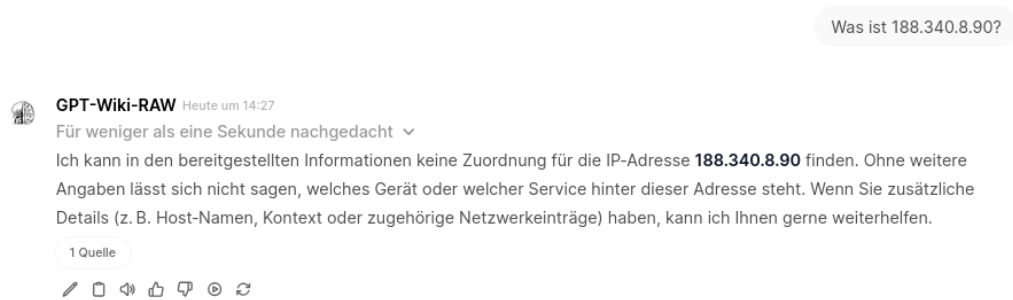 Was ist 188.340.8.90?
GPT-Wiki-RAW Heute um 14:27
Für weniger als eine Sekunde nachgedacht
Ich kann in den bereitgestellten Informationen keine Zuordnung für die IP-Adresse 188.340.8.90 finden. Ohne weitere
Angaben lässt sich nicht sagen, welches Gerät oder welcher Service hinter dieser Adresse steht. Wenn Sie zusätzliche
Details (z. B. Host-Namen, Kontext oder zugehörige Netzwerkeinträge) haben, kann ich Ihnen gerne weiterhelfen.
1 Quelle